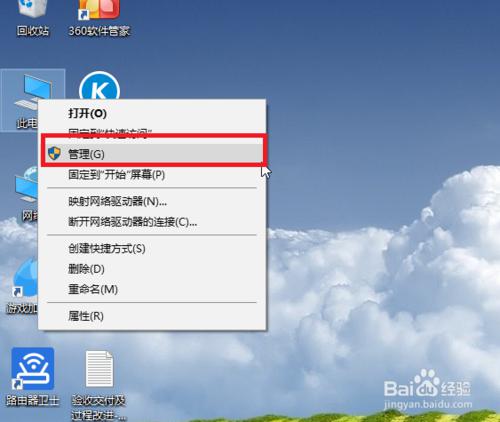 回收站
360软件管家
K
此电
打开(O)
固定到"快速访问"
管理(G)
固定到"开始"屏幕(P)
映射网络驱动器(N)...
断开网络驱动器的连接(C)...
网络
创建快捷方式(S)
删除(D)
重命名(M)
游戏加
属性(R)
路由器卫士
验收交付及
过程改进-...
Baidu经验
jingyan.baidu.com